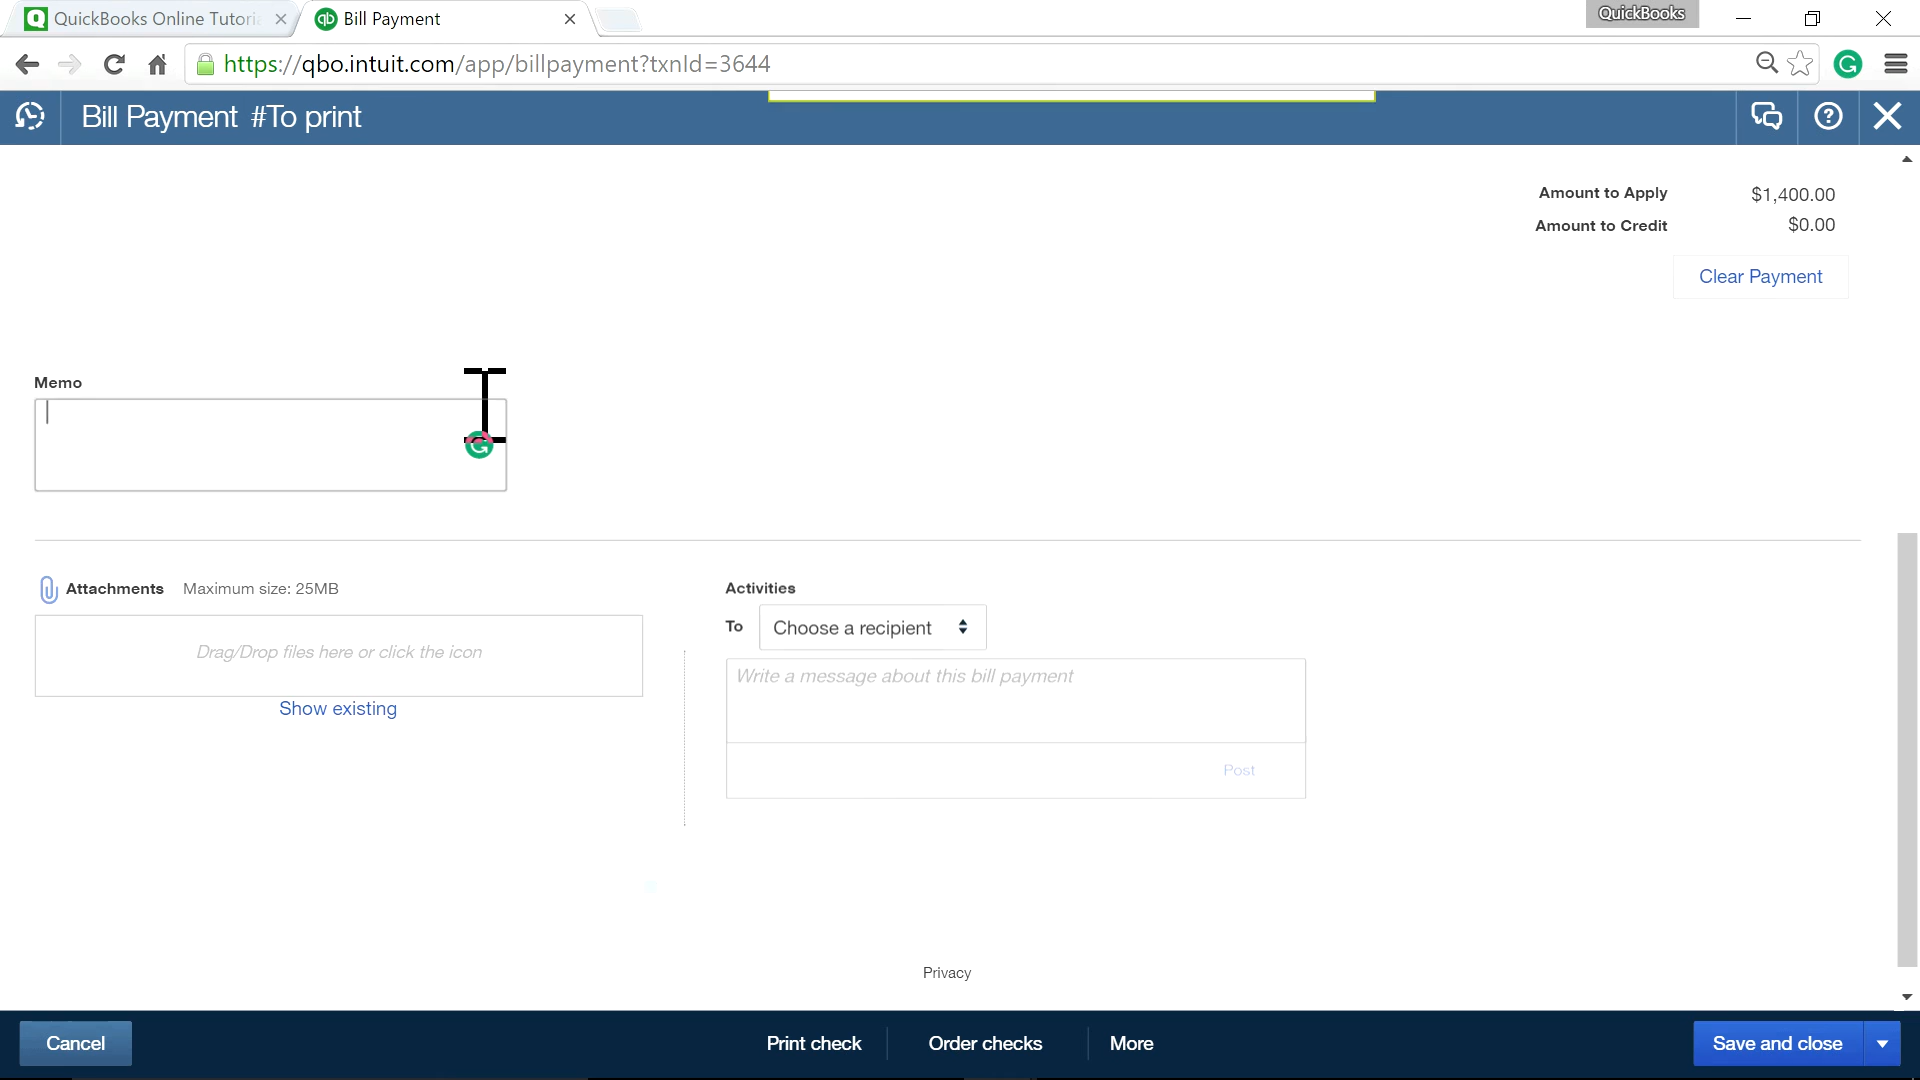 QuickBooks Online Tutoria
Bill Payment
QuickBooks
https://qbo.intuit.com/app/billpayment?txnId=3644
Bill Payment #To print
Amount to Apply $1,400.00
Amount to Credit $0.00
Clear Payment
Memo
Attachments Maximum size: 25MB
Drag/Drop files here or click the icon
Show existing
Activities
To Choose a recipient
Write a message about this bill payment
Post
Privacy
Cancel
Print check
Order checks
More
Save and close